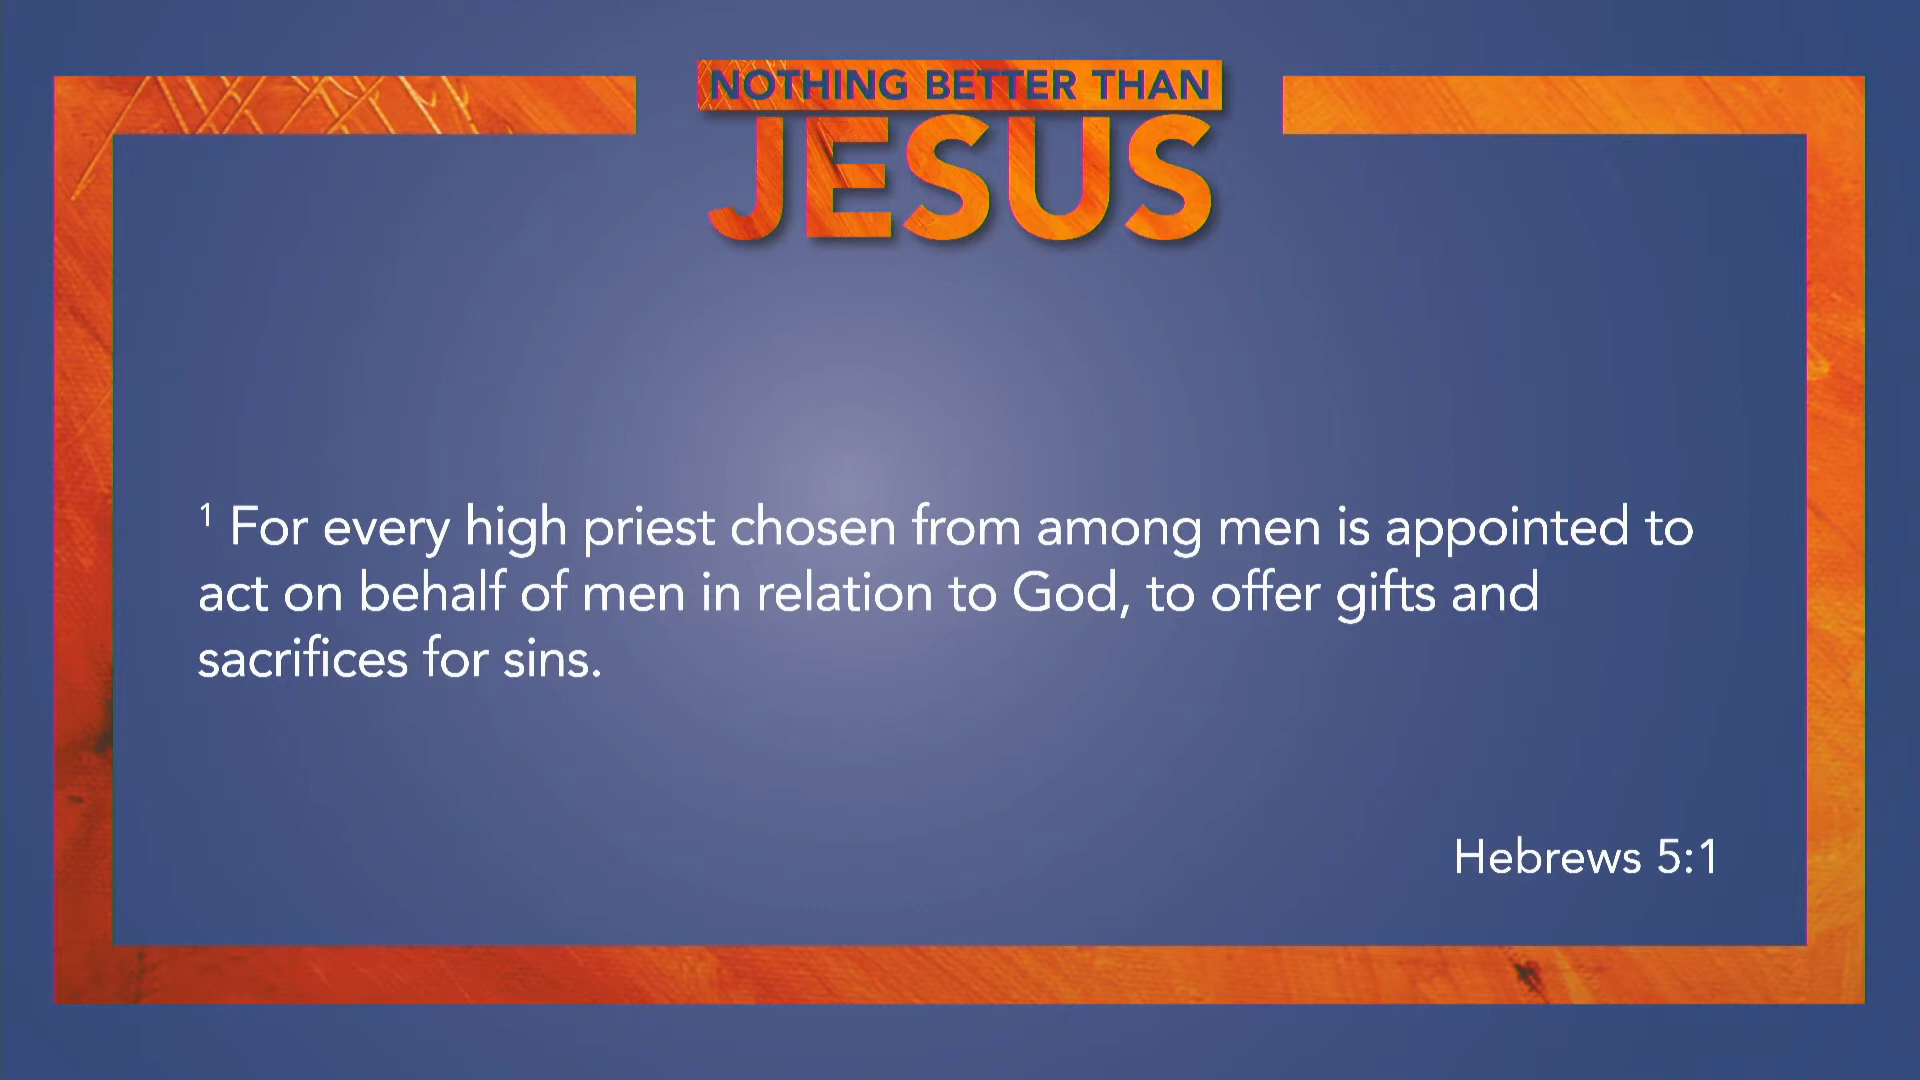 NOTHING BETTER THAN
JESUS
¹ For every high priest chosen from among men is appointed to
act on behalf of men in relation to God, to offer gifts and
sacrifices for sins.
Hebrews 5:1